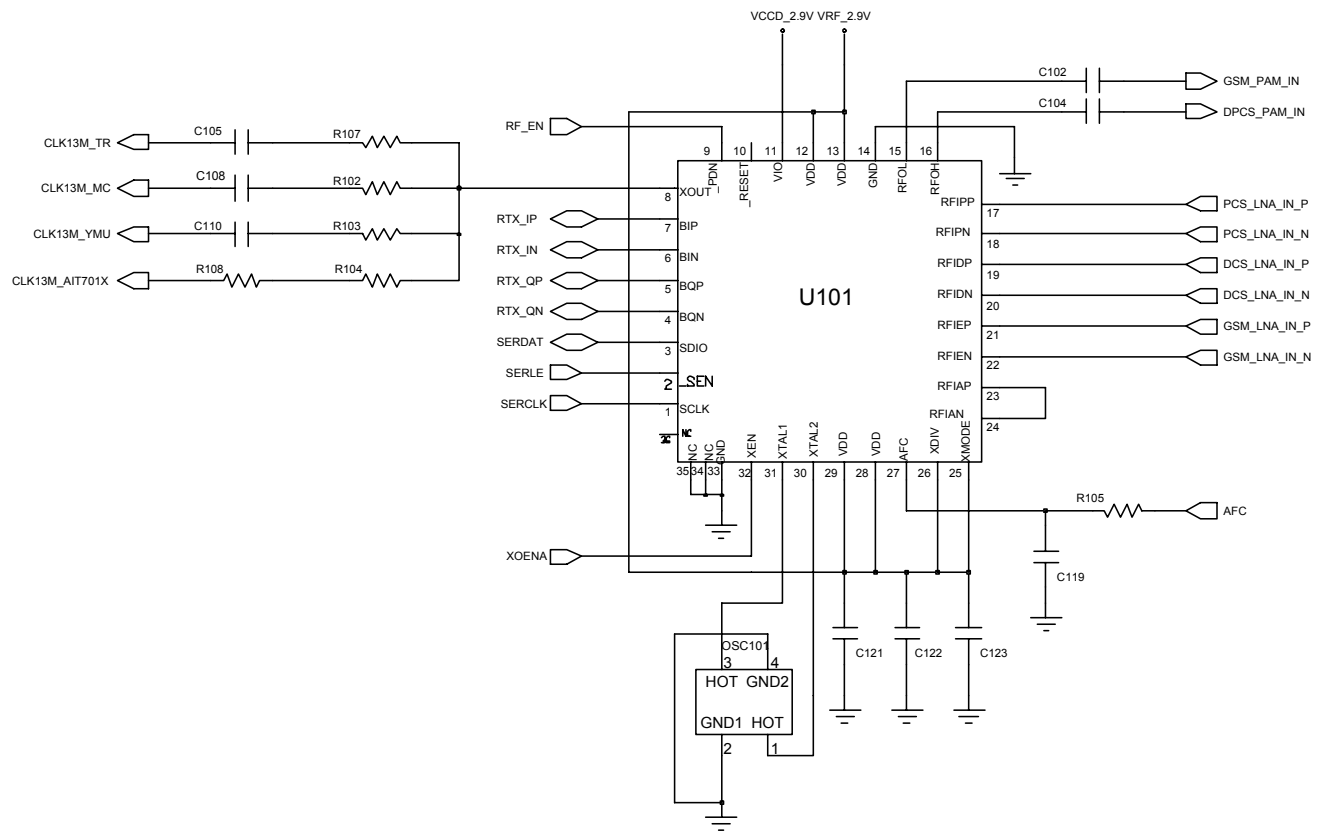 VCCD_2.9V VRF_2.9V
C102
GSM_PAM_IN
C104
DPCS_PAM_IN
RF_EN
CLK13M_TR
C105
R107
9 10 11 12 13 14 15 16
_PDN
_RESET
VIO
VDD
VDD
GND
RFOL
RFOH
CLK13M_MC
C108
R102
XOUT
8
CLK13M_YMU
C110
R103
CLK13M_AIT701X
R108
R104
RTX_IP
BIP
7
RTX_IN
BIN
6
RTX_QP
BQP
5
RTX_QN
BQN
4
SERDAT
SDIO
3
SERLE
2
_SEN
SERCLK
SCLK
1
NC
U101
RFIPP
17
PCS_LNA_IN_P
RFIPN
18
PCS_LNA_IN_N
RFIDP
19
DCS_LNA_IN_P
RFIDN
20
DCS_LNA_IN_N
RFIEP
21
GSM_LNA_IN_P
RFIEN
22
GSM_LNA_IN_N
RFIAP
23
RFIAN
24
NC
NC
GND
XEN
XTAL1
XTAL2
VDD
VDD
AFC
XDIV
XMODE
35 34 33 32 31 30 29 28 27 26 25
R105
AFC
XOENA
C119
OSC101
3 4
HOT GND2
GND1 HOT
2 1
C121
C122
C123